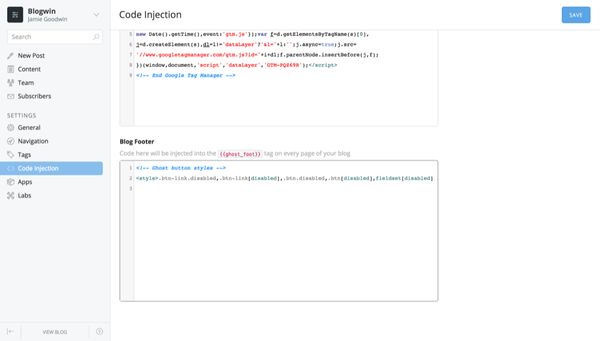 Blogwin
Jamie Goodwin
Search
New Post
Content
Team
Subscribers
SETTINGS
General
Navigation
Tags
Code Injection
Apps
Labs
VIEW BLOG
Code Injection
SAVE
5 new Date().getTime(),event:'gtm.js'});var f=d.getElementsByTagName(s)[0],
6 j=d.createElement(s),dl=l!='dataLayer'?'&l='+l:'';j.async=true;j.src=
7 '//www.googletagmanager.com/gtm.js?id='+i+dl;f.parentNode.insertBefore(j,f);
8 })(window,document,'script','dataLayer',);</script>
9 <!-- End Google Tag Manager -->
Blog Footer
Code here will be injected into the {{ghost_foot}} tag on every page of your blog
1 <!-- Ghost button styles -->
2 <style>.btn-link.disabled,.btn-link[disabled],.btn.disabled,.btn[disabled],fieldset[disabled]
3